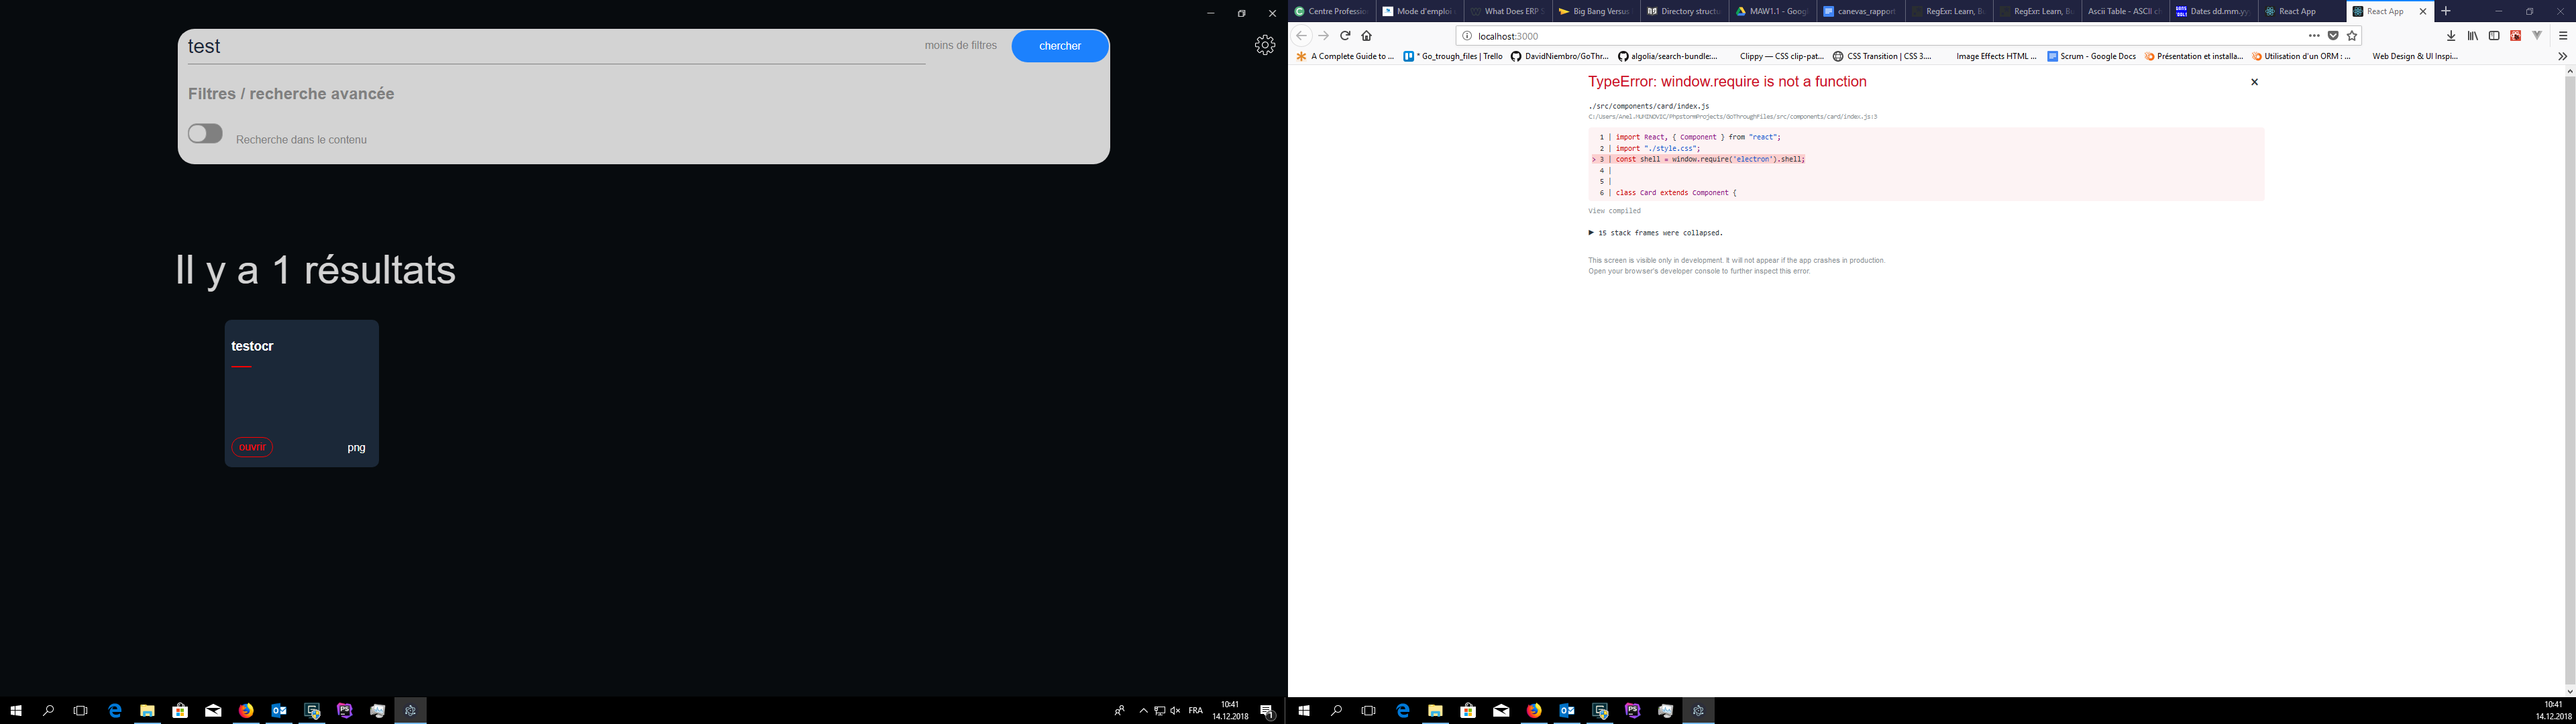 test
moins de filtres
chercher
Filtres / recherche avancée
Recherche dans le contenu
Il y a 1 résultats
testocr
ouvrir
png
FRA
10:41
14.12.2018
1
Centre Professio
Mode d'emploi
What Does ERP S
Big Bang Versus
Directory structu
MAW1.1 - Goog
canevas_rapport
RegExr: Learn, Bu
RegExr: Learn, Bu
Ascii Table - ASCII c
Dates dd.mm.yy
React App
React App
localhost:3000
A Complete Guide to ...
* Go_trough_files | Trello
DavidNiembro/GoThr...
algolia/search-bundle:...
Clippy — CSS clip-pat...
CSS Transition | CSS 3....
Image Effects HTML ...
Scrum - Google Docs
Présentation et installa...
Utilisation d'un ORM : ...
Web Design & UI Inspi...
TypeError: window.require is not a function
./src/components/card/index.js
C:/Users/Anel.MUMINOVIC/PhpstormProjects/GoThroughFiles/src/components/card/index.js:3
1 | import React, { Component } from "react";
2 | import "./style.css";
> 3 | const shell = window.require('electron').shell;
4 |
5 |
6 | class Card extends Component {
View compiled
▶ 15 stack frames were collapsed.
This screen is visible only in development. It will not appear if the app crashes in production.
Open your browser's developer console to further inspect this error.
10:41
14.12.2018